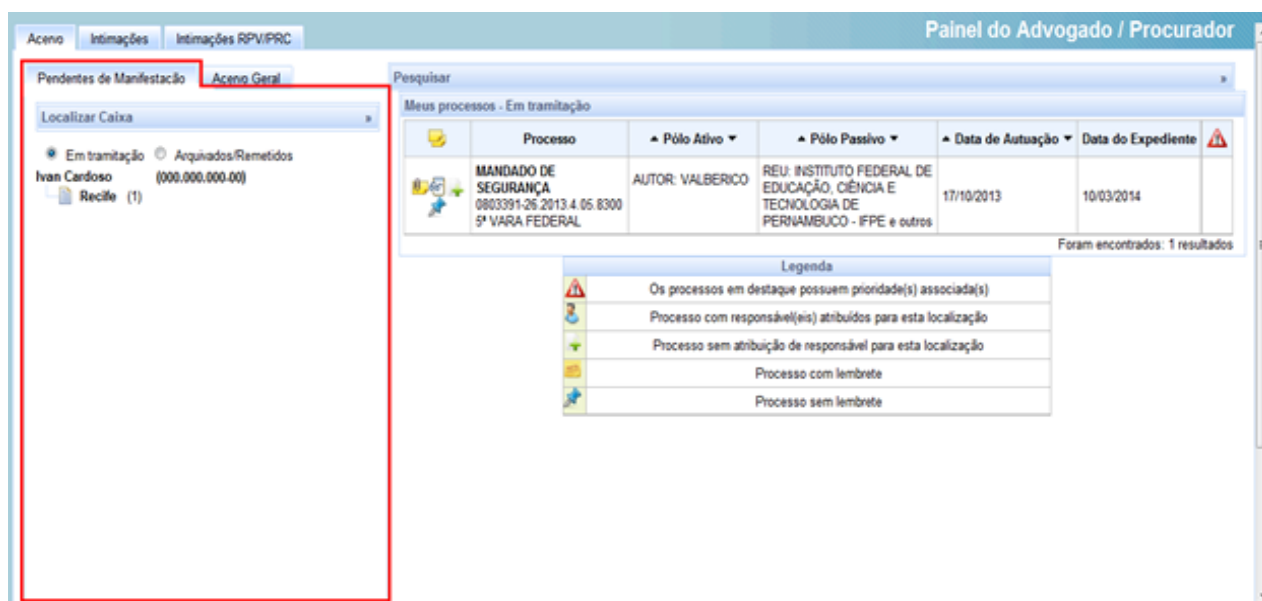 Painel do Advogado / Procurador
Aceno Intimações Intimações RPV/PRC
Pendentes de Manifestação Aceno Geral
Localizar Caixa
Em tramitação Arquivados/Remetidos
Ivan Cardoso (000.000.000-00)
Recife (1)
Pesquisar
Meus processos - Em tramitação
Processo Pólo Ativo Pólo Passivo Data de Autuação Data do Expediente
MANDADO DE
SEGURANÇA
0803391-26.2013.4.05.8300
5ª VARA FEDERAL
AUTOR: VALBERICO
REU: INSTITUTO FEDERAL DE
EDUCAÇÃO, CIÊNCIA E
TECNOLOGIA DE
PERNAMBUCO - IFPE e outros
17/10/2013
10/03/2014
Foram encontrados: 1 resultados
Legenda
Os processos em destaque possuem prioridade(s) associada(s)
Processo com responsável(eis) atribuídos para esta localização
Processo sem atribuição de responsável para esta localização
Processo com lembrete
Processo sem lembrete